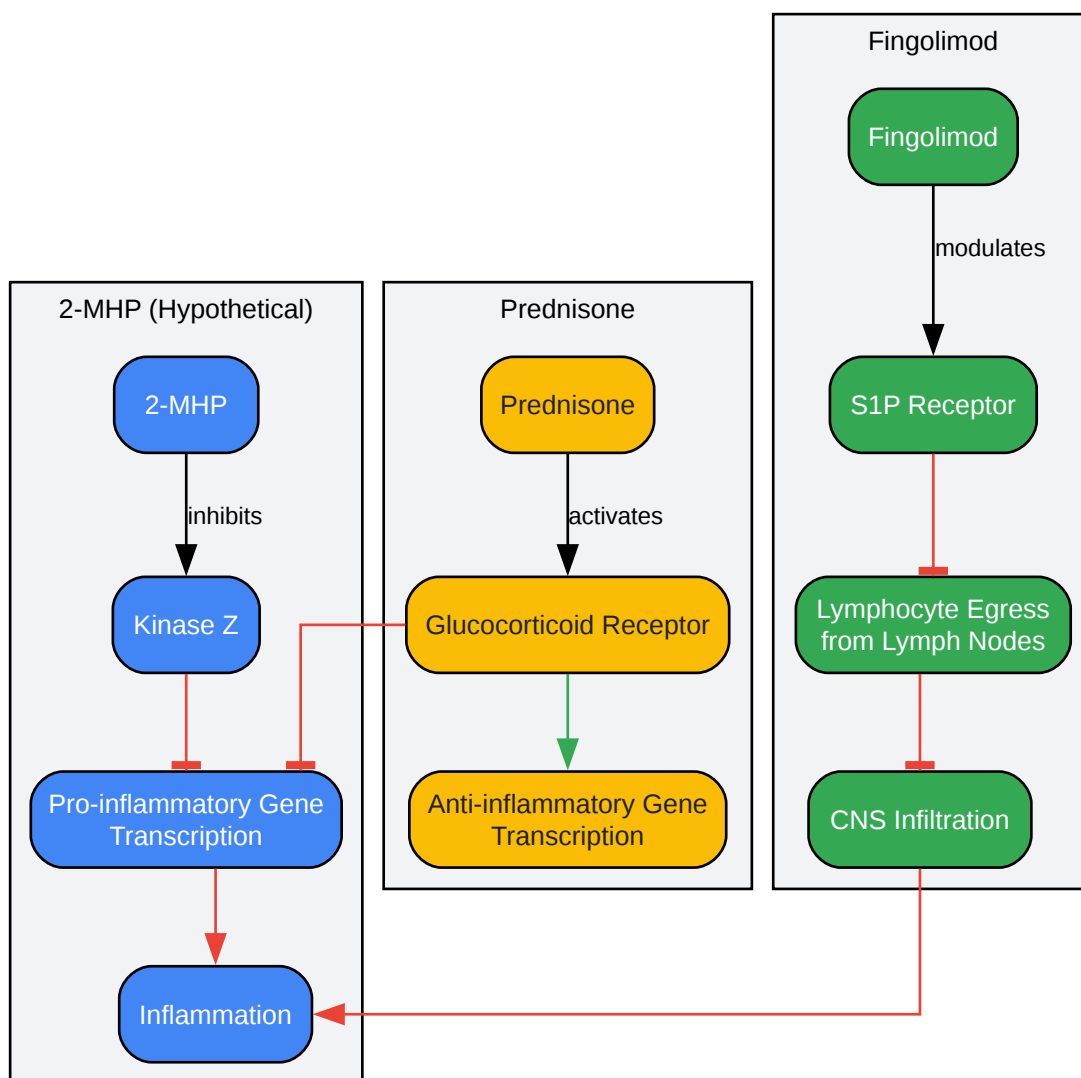 Fingolimod
Fingolimod
modulates
2-MHP (Hypothetical)
Prednisone
2-MHP
Prednisone
S1P Receptor
inhibits
activates
Kinase Z
Glucocorticoid Receptor
Lymphocyte Egress
from Lymph Nodes
Pro-inflammatory Gene
Transcription
Anti-inflammatory Gene
Transcription
CNS Infiltration
Inflammation